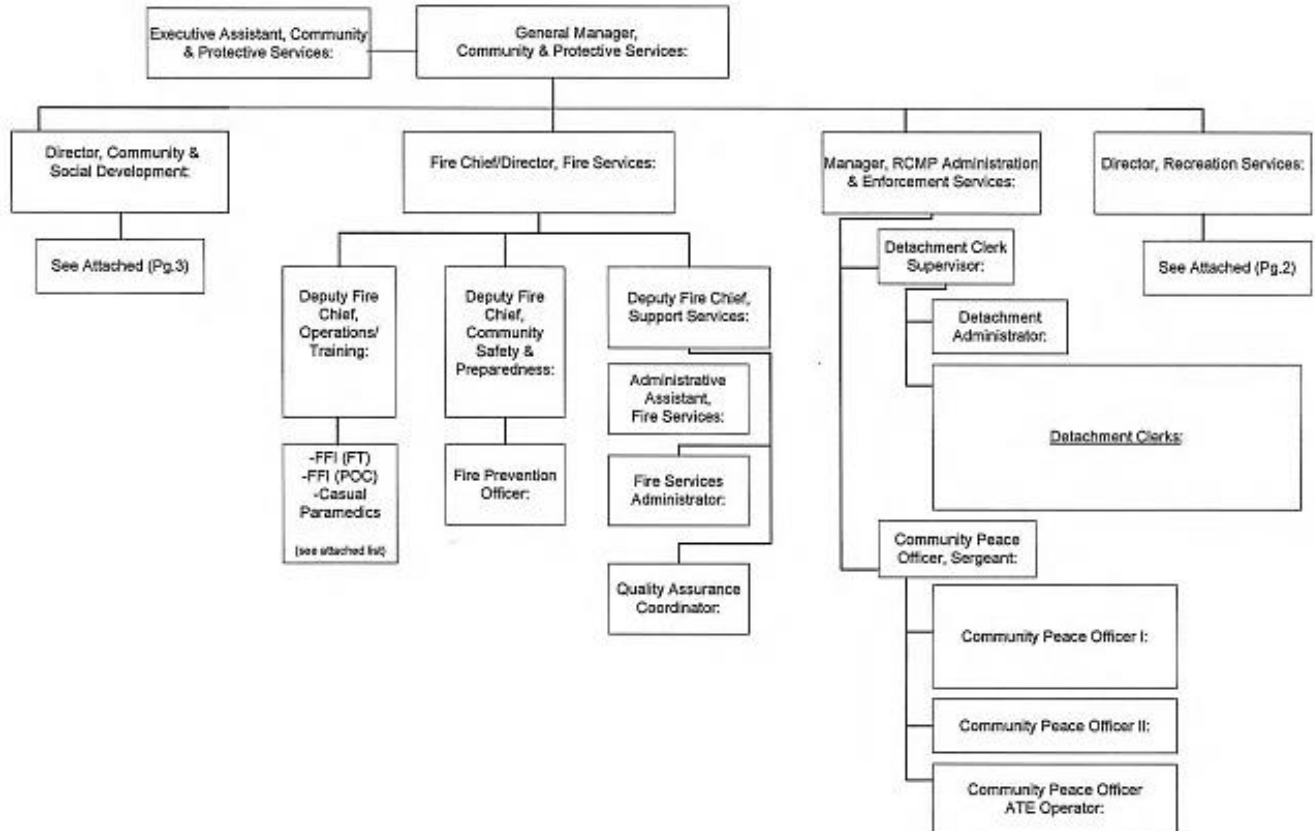 Executive Assistant, Community
& Protective Services:
General Manager,
Community & Protective Services:
Director, Community &
Social Development:
Fire Chief/Director, Fire Services:
Manager, RCMP Administration
& Enforcement Services:
Director, Recreation Services:
See Attached (Pg.3)
Detachment Clerk
Supervisor:
See Attached (Pg.2)
Deputy Fire
Chief,
Operations/
Training:
Deputy Fire
Chief,
Community
Safety &
Preparedness:
Deputy Fire Chief,
Support Services:
Detachment
Administrator:
Administrative
Assistant,
Fire Services:
Detachment Clerks:
-FFI (FT)
-FFI (POC)
-Casual
Paramedics
(see attached list)
Fire Prevention
Officer:
Fire Services
Administrator:
Community Peace
Officer, Sergeant:
Quality Assurance
Coordinator:
Community Peace Officer I:
Community Peace Officer II:
Community Peace Officer
ATE Operator: